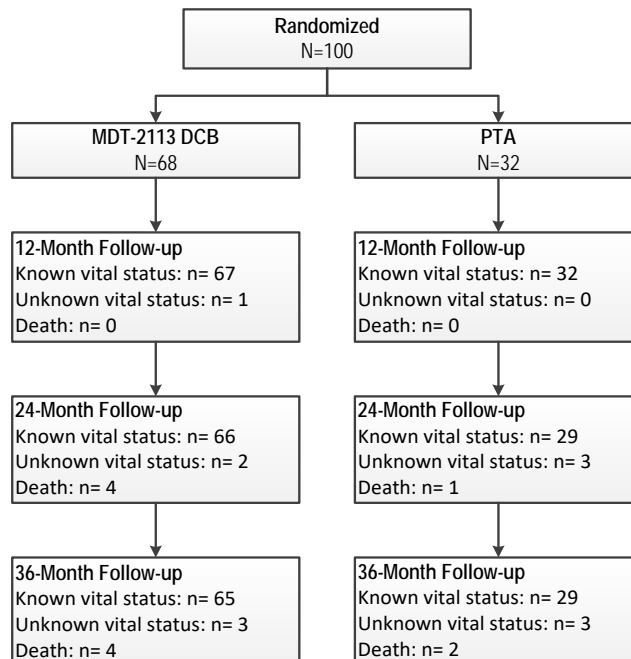 Randomized
N=100
MDT-2113 DCB
N=68
PTA
N=32
12-Month Follow-up
Known vital status: n= 67
Unknown vital status: n= 1
Death: n= 0
12-Month Follow-up
Known vital status: n= 32
Unknown vital status: n= 0
Death: n= 0
24-Month Follow-up
Known vital status: n= 66
Unknown vital status: n= 2
Death: n= 4
24-Month Follow-up
Known vital status: n= 29
Unknown vital status: n= 3
Death: n= 1
36-Month Follow-up
Known vital status: n= 65
Unknown vital status: n= 3
Death: n= 4
36-Month Follow-up
Known vital status: n= 29
Unknown vital status: n= 3
Death: n= 2